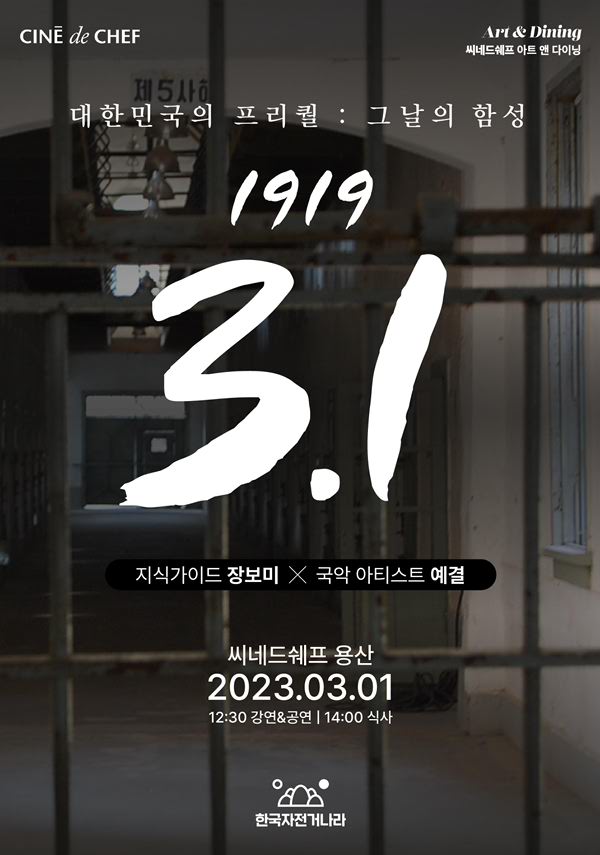 CINĒ de CHEF
Art & Dining
씨네드쉐프 아트 앤 다이닝
제5사
대한민국의 프리퀄 : 그날의 함성
1919
3.1
지식가이드 장보미 × 국악 아티스트 예결
씨네드쉐프 용산
2023.03.01
12:30 강연&공연 | 14:00 식사
한국자전거나라